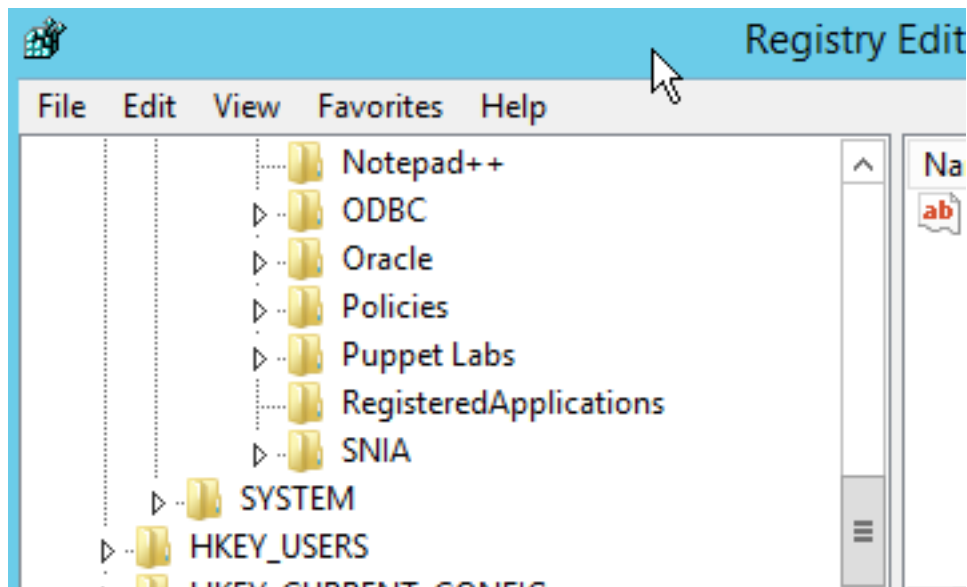 Registry Edit
File Edit View Favorites Help
Notepad++
Na
ODBC
ab
Oracle
Policies
Puppet Labs
RegisteredApplications
SNIA
SYSTEM
HKEY_USERS
HKEY_CURRENT_CONFIG